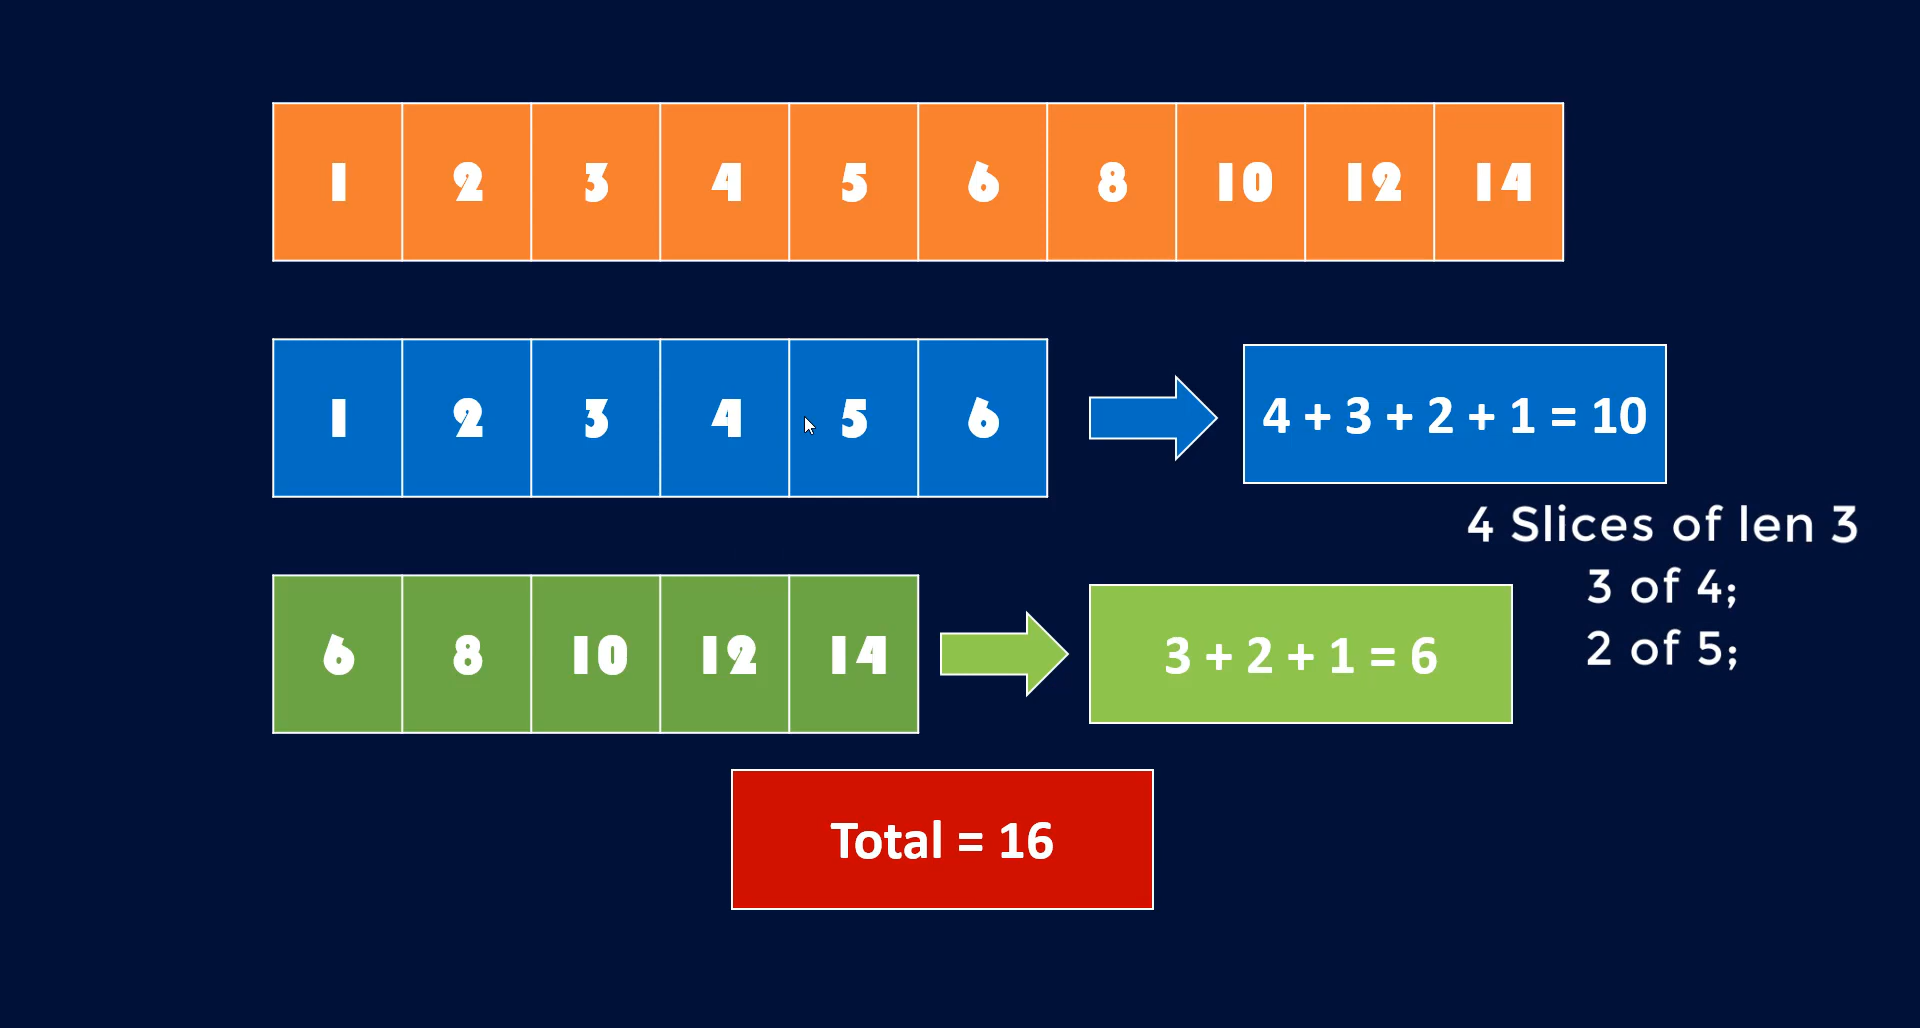 1 2 3 4 5 6 8 10 12 14
1 2 3 4 5 6
4 + 3 + 2 + 1 = 10
4 Slices of len 3
3 of 4;
2 of 5;
6 8 10 12 14
3 + 2 + 1 = 6
Total = 16